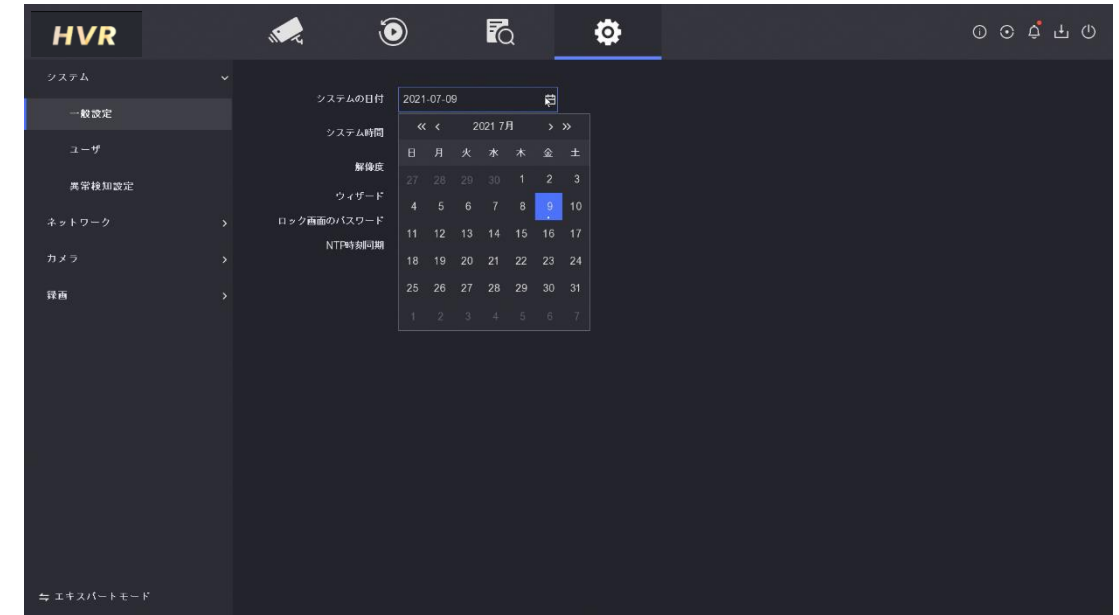 HVR
システム
一般設定
ユーザ
異常検知設定
ネットワーク
カメラ
録画
エキスパートモード
システムの日付 2021-07-09
システム時間
解像度
ウィザード
ロック画面のパスワード
NTP時刻同期
« < 2021 7月 > »
日 月 火 水 木 金 土
27 28 29 30 1 2 3
4 5 6 7 8 9 10
11 12 13 14 15 16 17
18 19 20 21 22 23 24
25 26 27 28 29 30 31
1 2 3 4 5 6 7